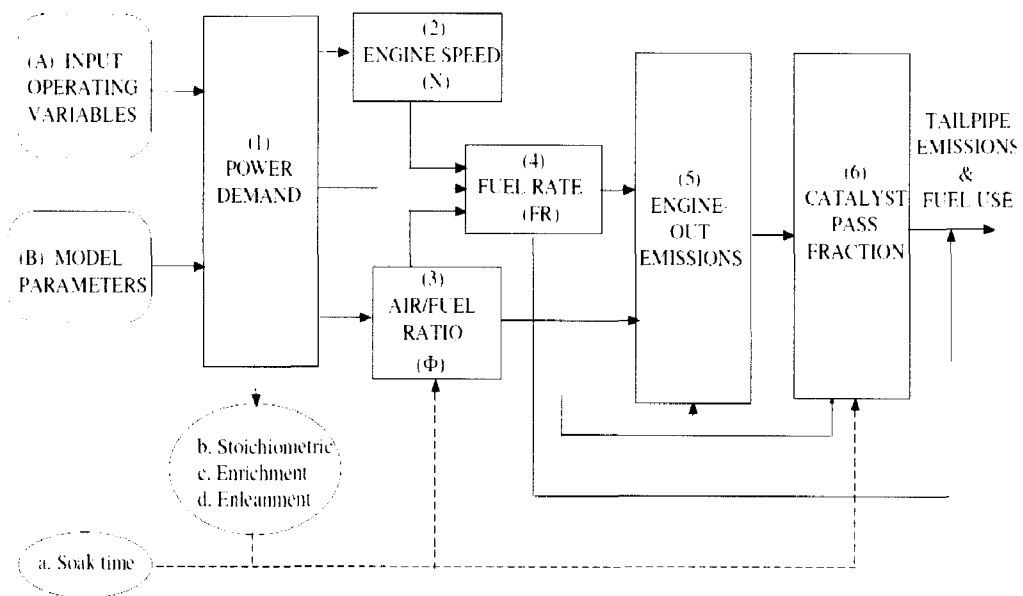 (A) INPUT
OPERATING
VARIABLES
(B) MODEL
PARAMETERS
(1)
POWER
DEMAND
(2)
ENGINE SPEED
(N)
(3)
AIR/FUEL
RATIO
(Φ)
(4)
FUEL RATE
(FR)
(5)
ENGINE-
OUT
EMISSIONS
(6)
CATALYST
PASS
FRACTION
TAILPIPE
EMISSIONS
&
FUEL USE
b. Stoichiometric
c. Enrichment
d. Enleanment
a. Soak time